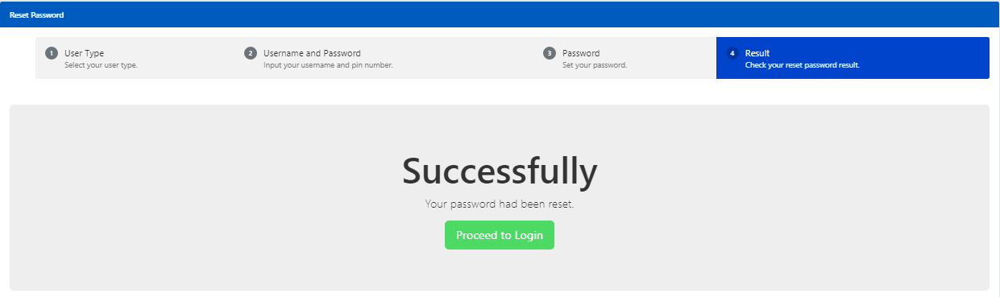 Reset Password
1 User Type
Select your user type.
2 Username and Password
Input your username and pin number.
3 Password
Set your password.
4 Result
Check your reset password result.
Successfully
Your password had been reset.
Proceed to Login